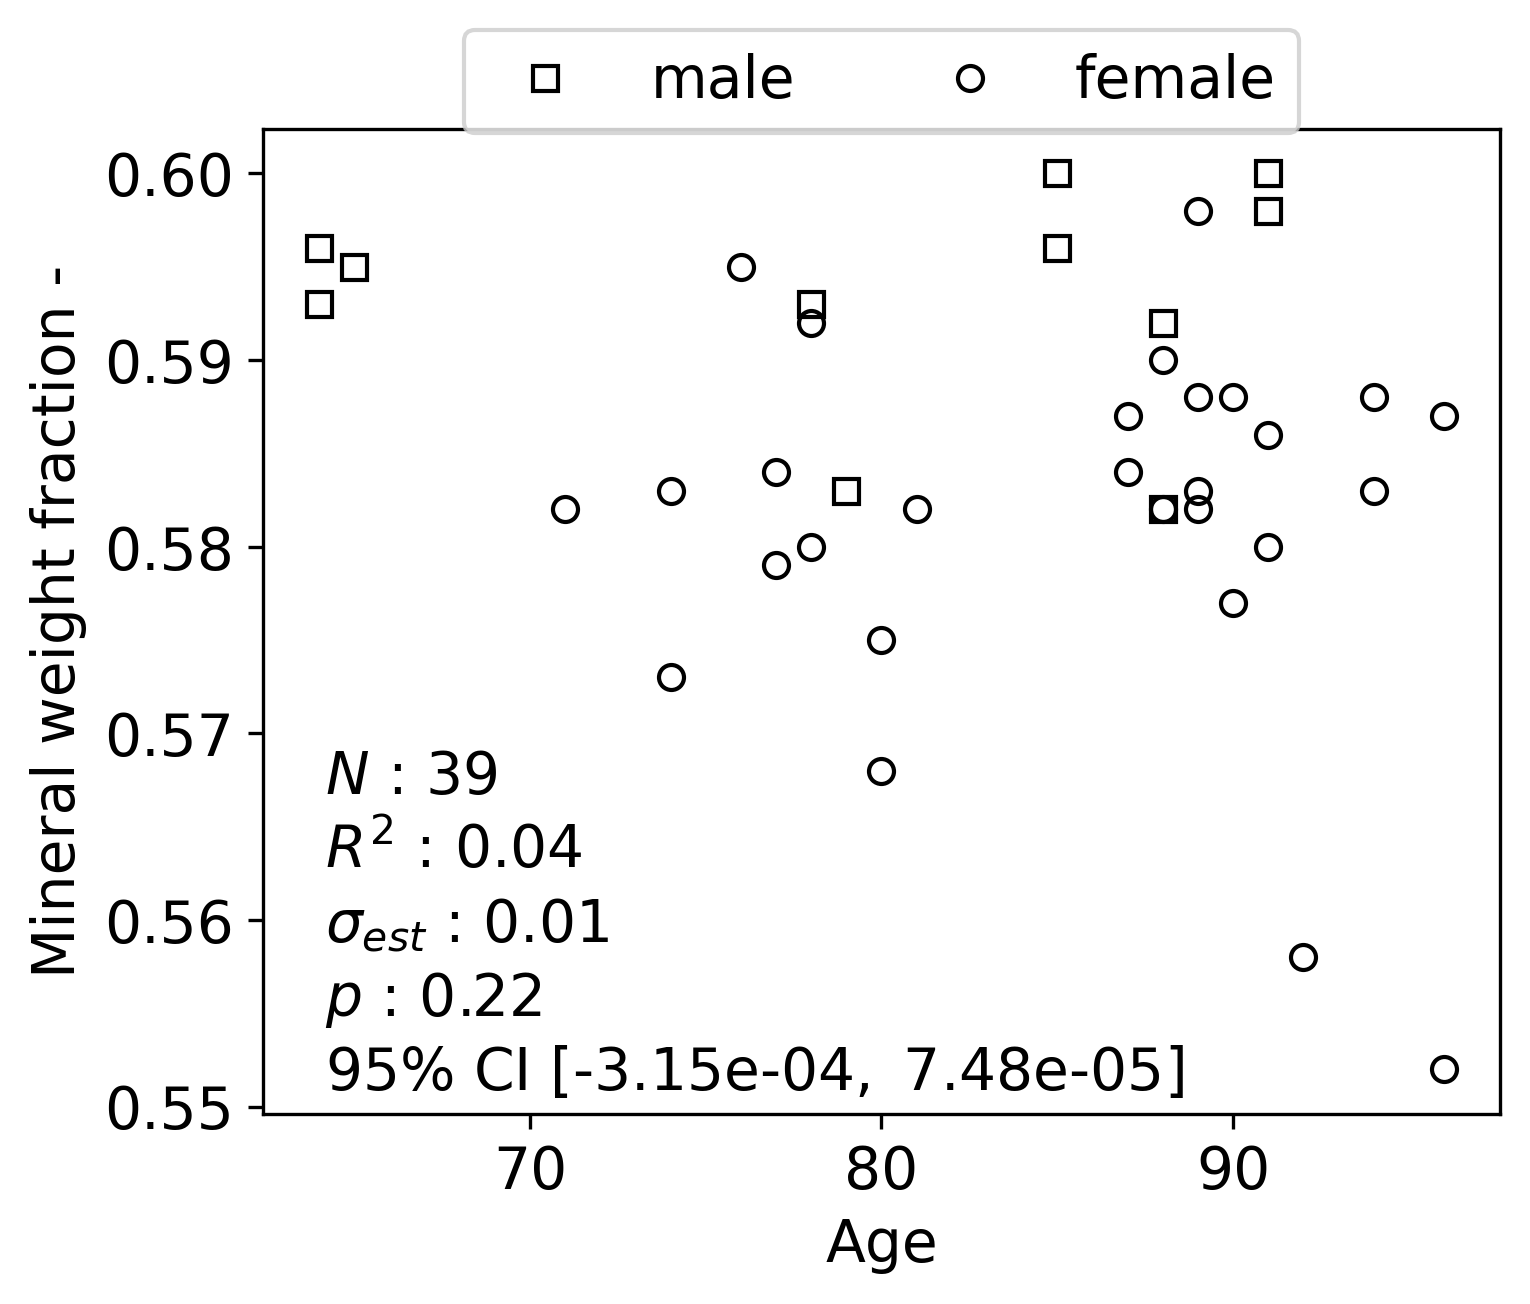 male female
0.60
0.59
0.58
0.57
0.56
0.55
Mineral weight fraction -
N : 39
R² : 0.04
σest : 0.01
p : 0.22
95% CI [-3.15e-04, 7.48e-05]
70 80 90
Age